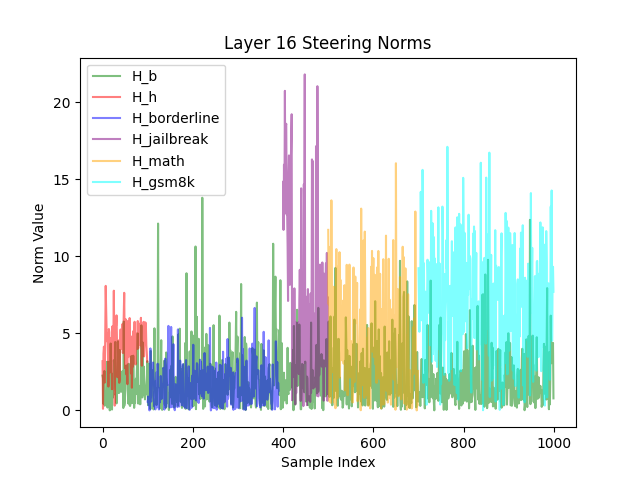 Layer 16 Steering Norms
H_b
H_h
H_borderline
H_jailbreak
H_math
H_gsm8k
Norm Value
20
15
10
5
0
0 200 400 600 800 1000
Sample Index